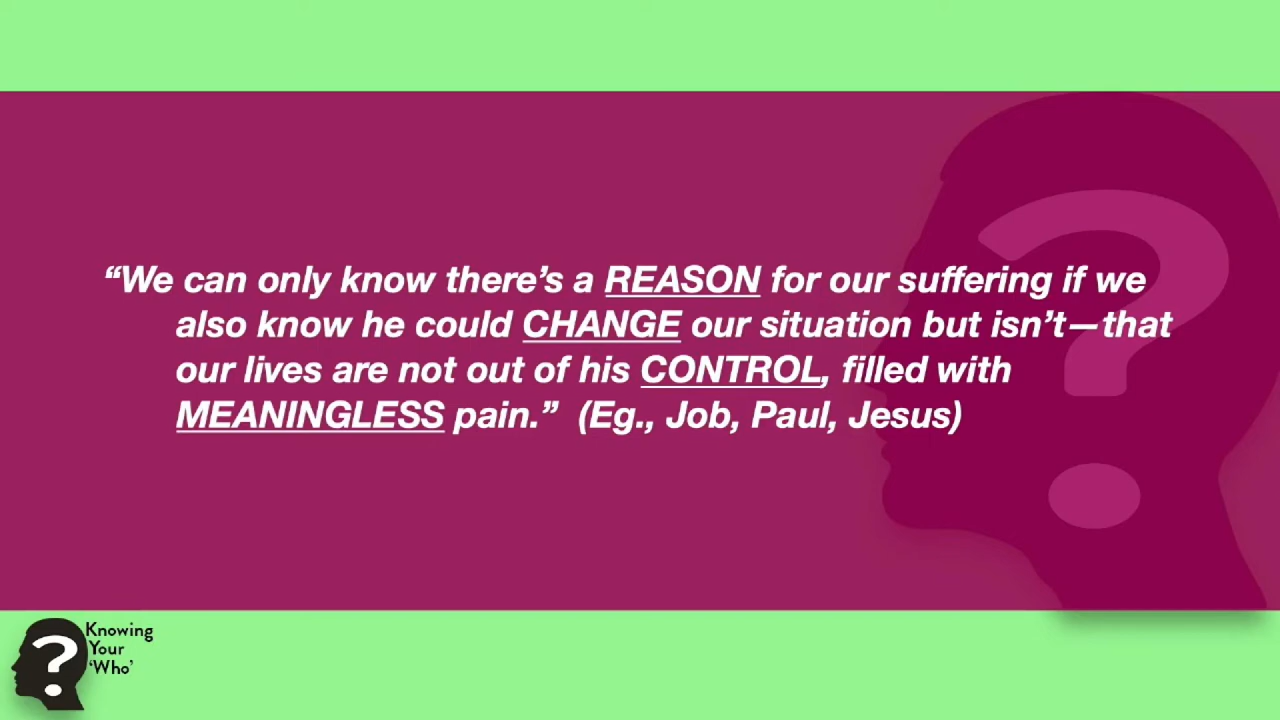 “We can only know there’s a REASON for our suffering if we
also know he could CHANGE our situation but isn’t—that
our lives are not out of his CONTROL, filled with
MEANINGLESS pain.” (Eg., Job, Paul, Jesus)
Knowing
Your
‘Who’